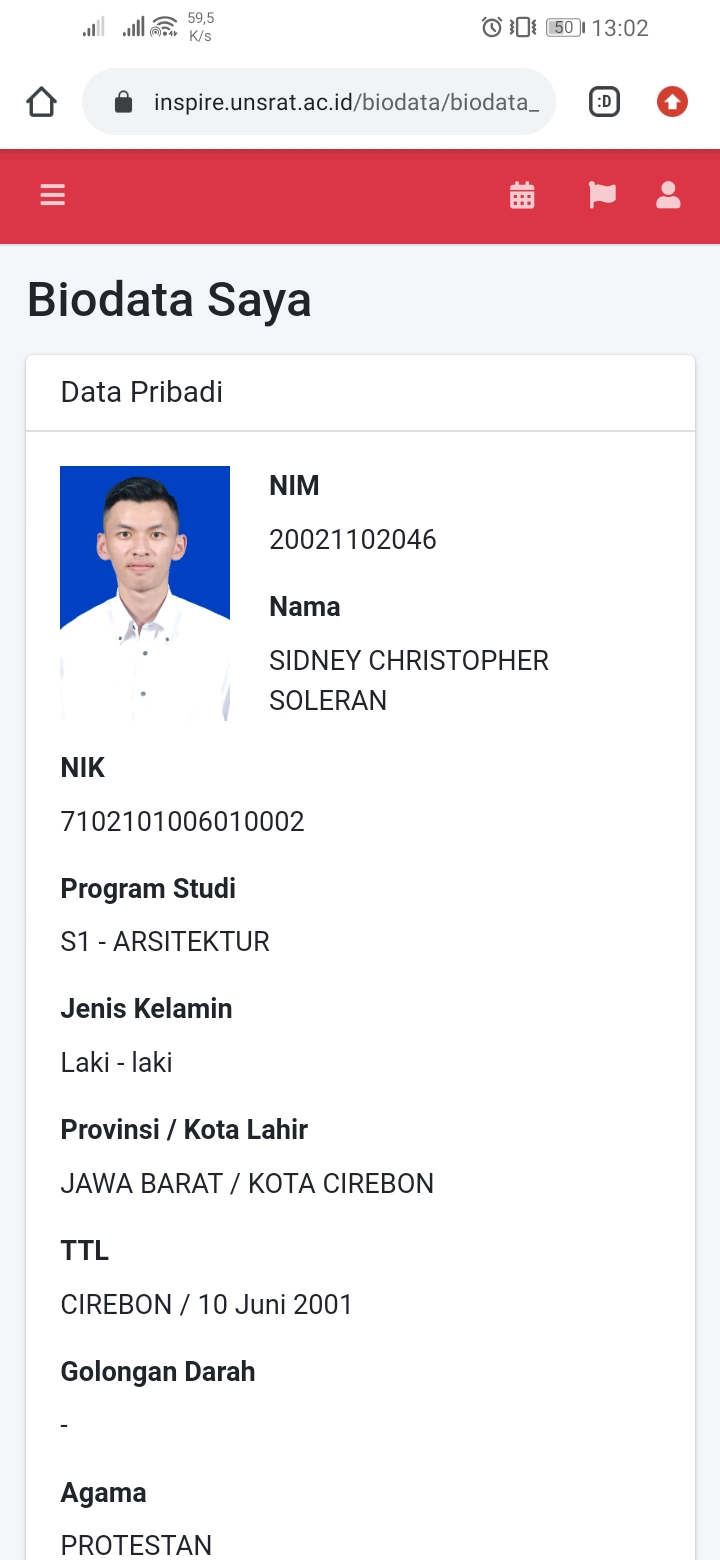 59,5
K/s
50
13:02
inspire.unsrat.ac.id/biodata/biodata_
:D
Biodata Saya
Data Pribadi
NIM
20021102046
Nama
SIDNEY CHRISTOPHER
SOLERAN
NIK
7102101006010002
Program Studi
S1 - ARSITEKTUR
Jenis Kelamin
Laki - laki
Provinsi / Kota Lahir
JAWA BARAT / KOTA CIREBON
TTL
CIREBON / 10 Juni 2001
Golongan Darah
-
Agama
PROTESTAN